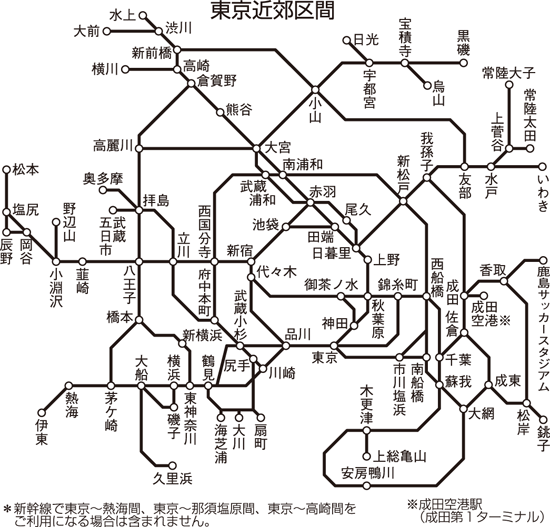 東京近郊区間
水上
大前
渋川
新前橋
横川
高崎
倉賀野
熊谷
日光
宝積寺
黒磯
宇都宮
烏山
小山
常陸大子
常陸太田
上菅谷
我孫子
友部
水戸
いわき
高麗川
大宮
南浦和
武蔵浦和
新松戸
赤羽
尾久
池袋
田端
日暮里
上野
松本
塩尻
辰野
岡谷
野辺山
小淵沢
韮崎
奥多摩
拝島
武蔵五日市
立川
西国分寺
府中本町
新宿
代々木
八王子
御茶ノ水
錦糸町
秋葉原
神田
西船橋
成田
成田空港※
佐倉
香取
鹿島サッカースタジアム
橋本
新横浜
武蔵小杉
品川
東京
尻手
川崎
市川塩浜
南船橋
千葉
蘇我
成東
大網
松岸
銚子
熱海
伊東
茅ケ崎
大船
横浜
磯子
東神奈川
鶴見
海芝浦
大川
扇町
久里浜
木更津
上総亀山
安房鴨川
*新幹線で東京~熱海間、東京~那須塩原間、東京~高崎間を
ご利用になる場合は含まれません。
※成田空港駅
(成田第1ターミナル)